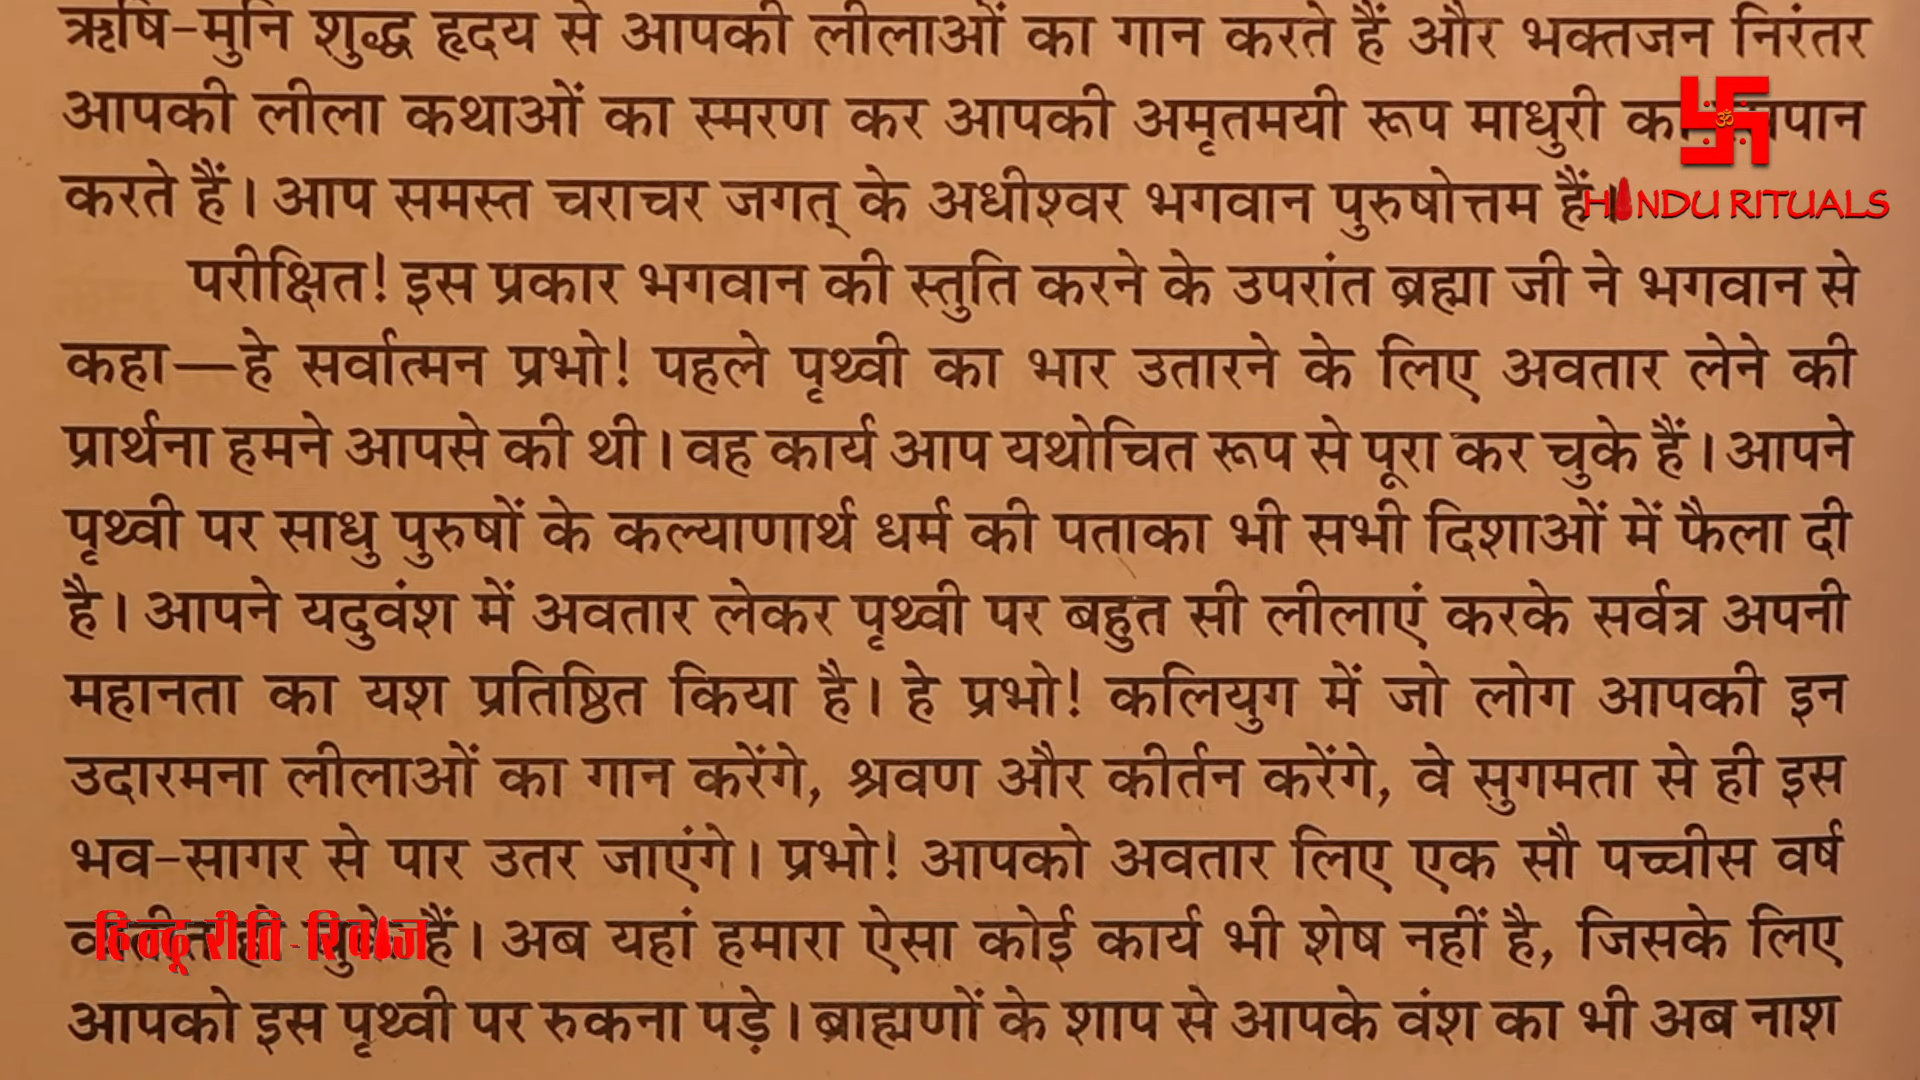 ऋषि-मुनि शुद्ध हृदय से आपकी लीलाओं का गान करते हैं और भक्तजन निरंतर
आपकी लीला कथाओं का स्मरण कर आपकी अमृतमयी रूप माधुरी का
करते हैं। आप समस्त चराचर जगत् के अधीश्वर भगवान पुरुषोत्तम हैं।
HINDU RITUALS
परीक्षित! इस प्रकार भगवान की स्तुति करने के उपरांत ब्रह्मा जी ने भगवान से
कहा—हे सर्वात्मन प्रभो! पहले पृथ्वी का भार उतारने के लिए अवतार लेने की
प्रार्थना हमने आपसे की थी। वह कार्य आप यथोचित रूप से पूरा कर चुके हैं। आपने
पृथ्वी पर साधु पुरुषों के कल्याणार्थ धर्म की पताका भी सभी दिशाओं में फैला दी
है। आपने यदुवंश में अवतार लेकर पृथ्वी पर बहुत सी लीलाएं करके सर्वत्र अपनी
महानता का यश प्रतिष्ठित किया है। हे प्रभो! कलियुग में जो लोग आपकी इन
उदारमना लीलाओं का गान करेंगे, श्रवण और कीर्तन करेंगे, वे सुगमता से ही इस
भव-सागर से पार उतर जाएंगे। प्रभो! आपको अवतार लिए एक सौ पच्चीस वर्ष
हैं। अब यहां हमारा ऐसा कोई कार्य भी शेष नहीं है, जिसके लिए
हिन्दू रीति-रिवाज
आपको इस पृथ्वी पर रुकना पड़े। ब्राह्मणों के शाप से आपके वंश का भी अब नाश